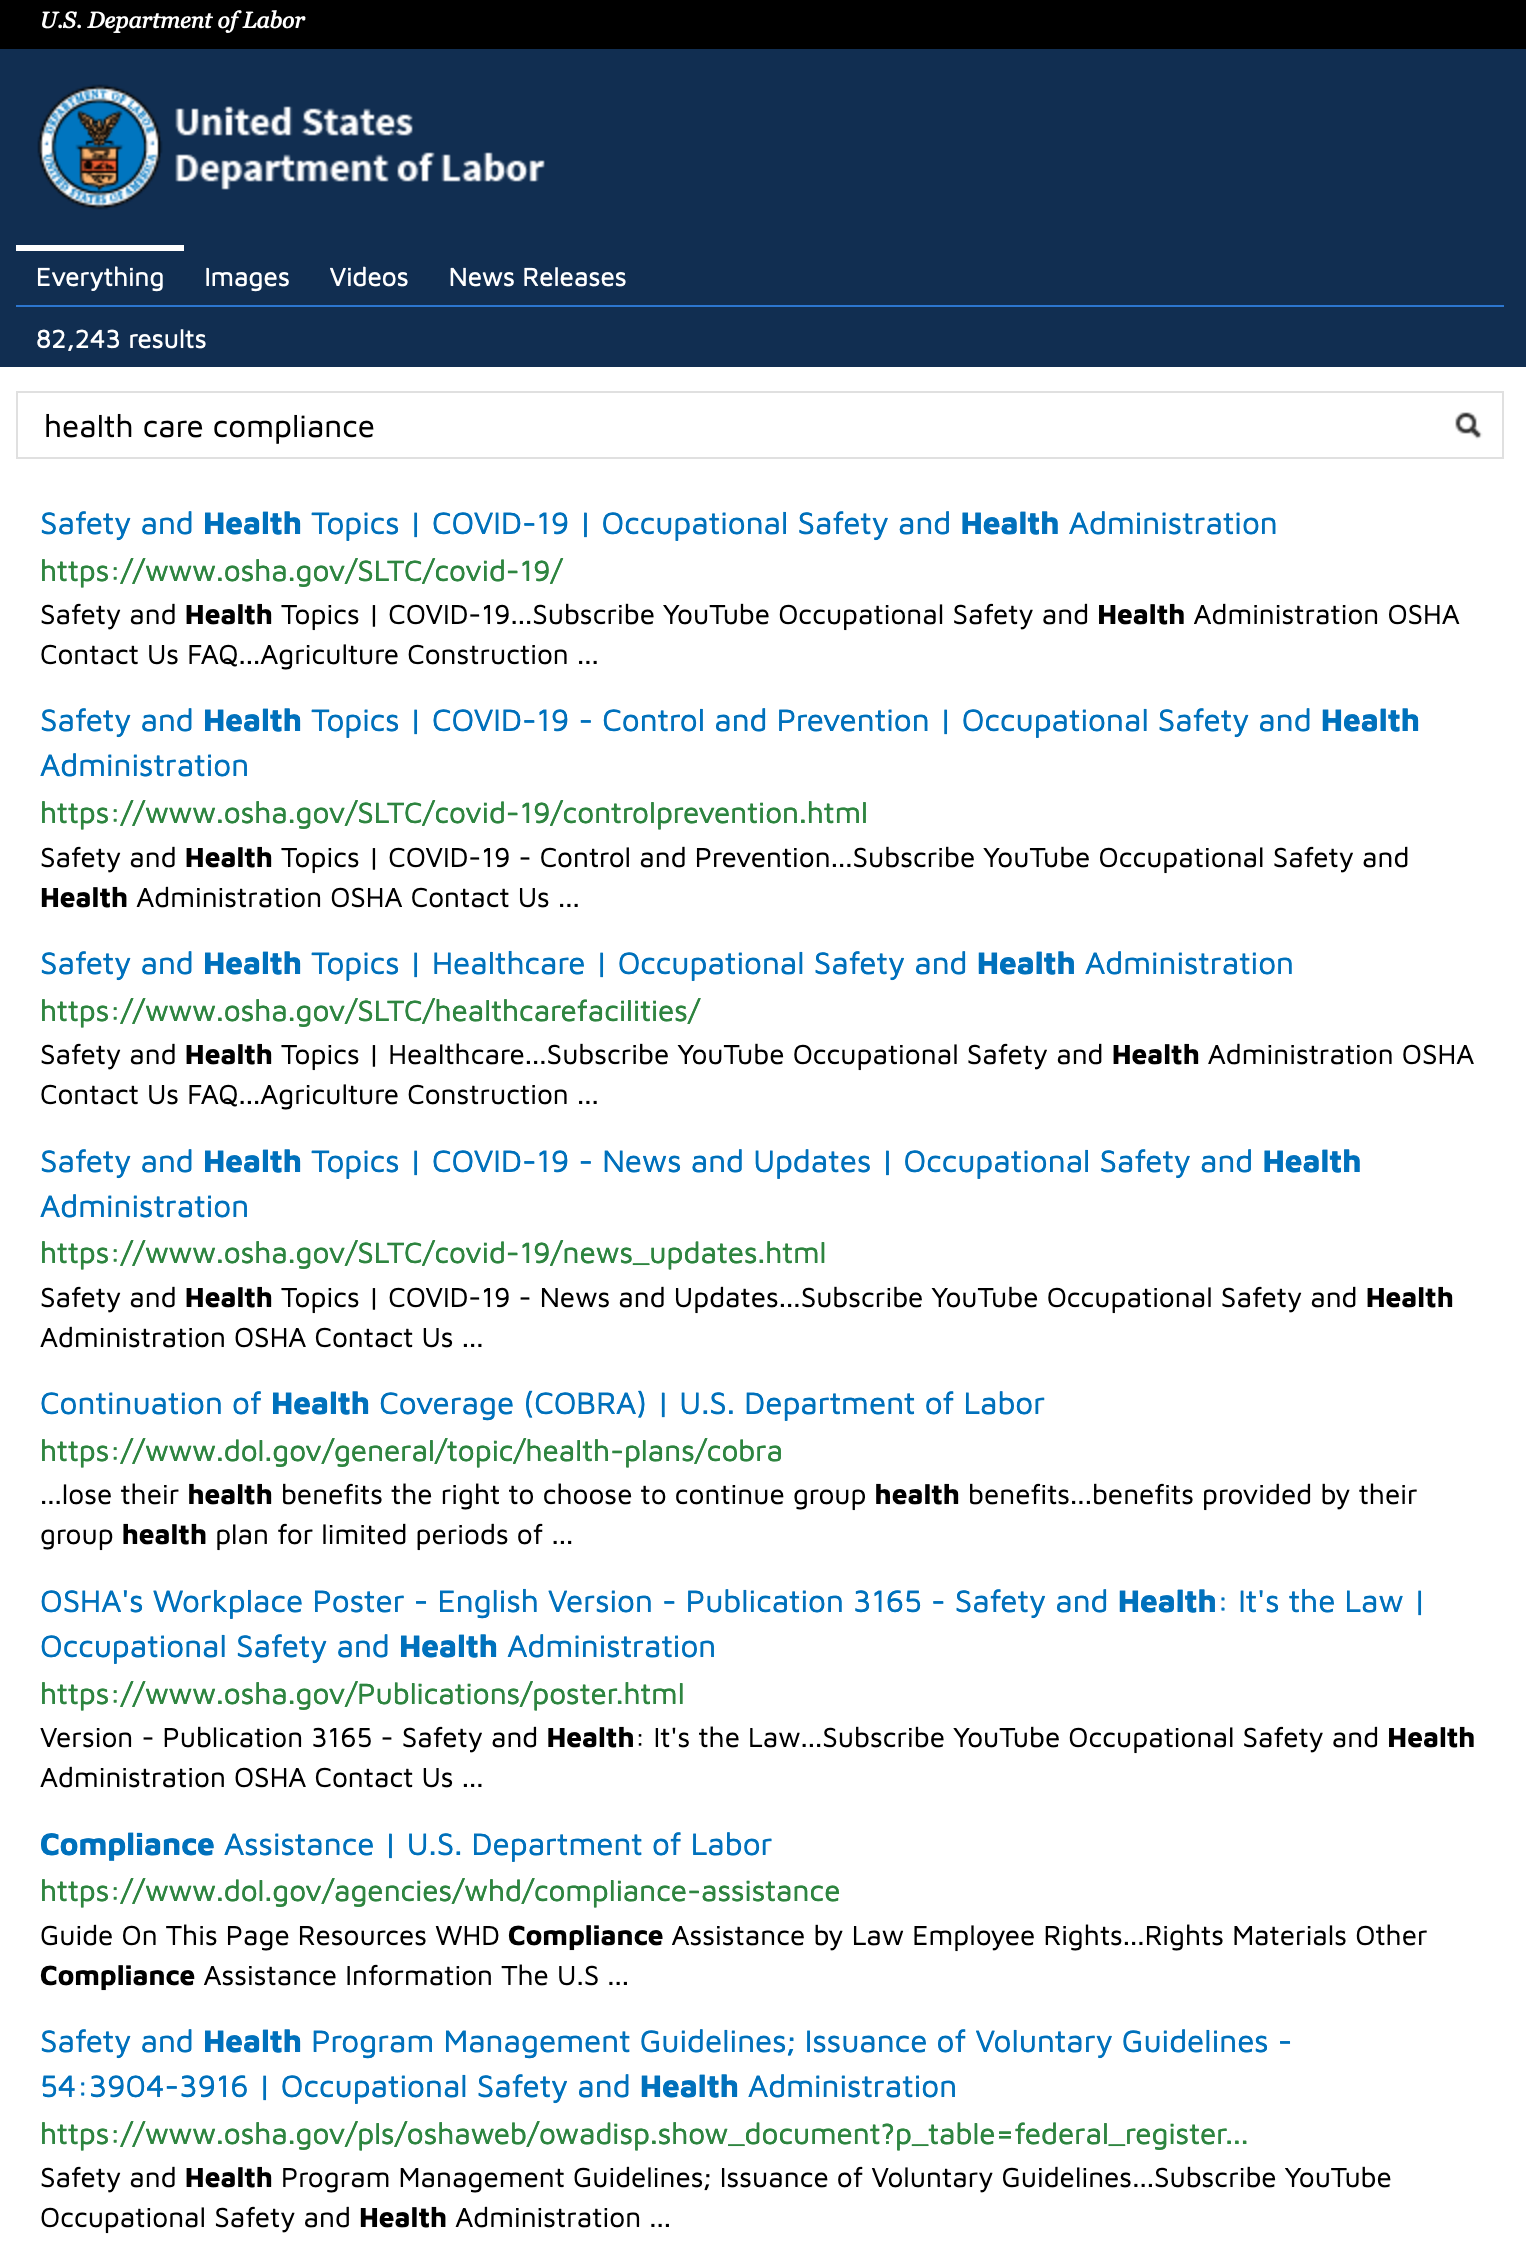 U.S. Department of Labor
United States
Department of Labor
Everything Images Videos News Releases
82,243 results
health care compliance
Safety and Health Topics | COVID-19 | Occupational Safety and Health Administration
https://www.osha.gov/SLTC/covid-19/
Safety and Health Topics | COVID-19...Subscribe YouTube Occupational Safety and Health Administration OSHA
Contact Us FAQ...Agriculture Construction ...
Safety and Health Topics | COVID-19 - Control and Prevention | Occupational Safety and Health
Administration
https://www.osha.gov/SLTC/covid-19/controlprevention.html
Safety and Health Topics | COVID-19 - Control and Prevention...Subscribe YouTube Occupational Safety and
Health Administration OSHA Contact Us ...
Safety and Health Topics | Healthcare | Occupational Safety and Health Administration
https://www.osha.gov/SLTC/healthcarefacilities/
Safety and Health Topics | Healthcare...Subscribe YouTube Occupational Safety and Health Administration OSHA
Contact Us FAQ...Agriculture Construction ...
Safety and Health Topics | COVID-19 - News and Updates | Occupational Safety and Health
Administration
https://www.osha.gov/SLTC/covid-19/news_updates.html
Safety and Health Topics | COVID-19 - News and Updates...Subscribe YouTube Occupational Safety and Health
Administration OSHA Contact Us ...
Continuation of Health Coverage (COBRA) | U.S. Department of Labor
https://www.dol.gov/general/topic/health-plans/cobra
...lose their health benefits the right to choose to continue group health benefits...benefits provided by their
group health plan for limited periods of ...
OSHA's Workplace Poster - English Version - Publication 3165 - Safety and Health: It's the Law |
Occupational Safety and Health Administration
https://www.osha.gov/Publications/poster.html
Version - Publication 3165 - Safety and Health: It's the Law...Subscribe YouTube Occupational Safety and Health
Administration OSHA Contact Us ...
Compliance Assistance | U.S. Department of Labor
https://www.dol.gov/agencies/whd/compliance-assistance
Guide On This Page Resources WHD Compliance Assistance by Law Employee Rights...Rights Materials Other
Compliance Assistance Information The U.S ...
Safety and Health Program Management Guidelines; Issuance of Voluntary Guidelines -
54:3904-3916 | Occupational Safety and Health Administration
https://www.osha.gov/pls/oshaweb/owadisp.show_document?p_table=federal_register...
Safety and Health Program Management Guidelines; Issuance of Voluntary Guidelines...Subscribe YouTube
Occupational Safety and Health Administration ...